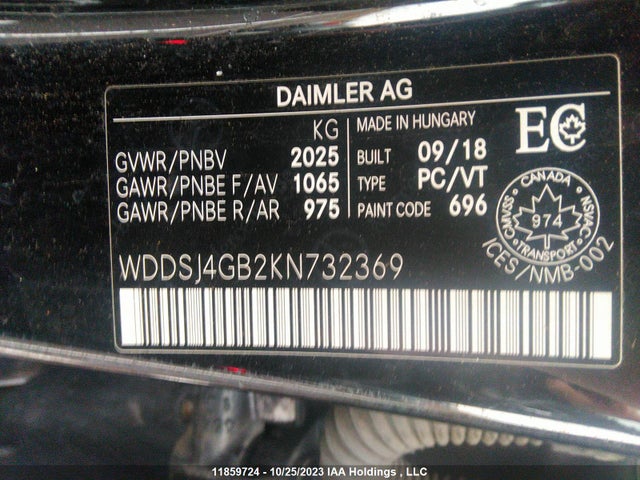 DAIMLER AG
KG
GVWR/PNBV 2025
GAWR/PNBE F/AV 1065
GAWR/PNBE R/AR 975
MADE IN HUNGARY
BUILT 09/18
TYPE PC/VT
PAINT CODE 696
EC
CANADA
CMVSS 974 NSVAC
TRANSPORT
ICES/NMB-002
WDDSJ4GB2KN732369
11859724 - 10/25/2023 IAA Holdings , LLC